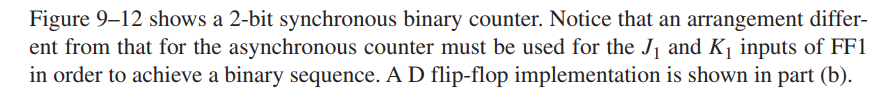 Figure 9–12 shows a 2-bit synchronous binary counter. Notice that an arrangement differ-
ent from that for the asynchronous counter must be used for the J₁ and K₁ inputs of FF1
in order to achieve a binary sequence. A D flip-flop implementation is shown in part (b).